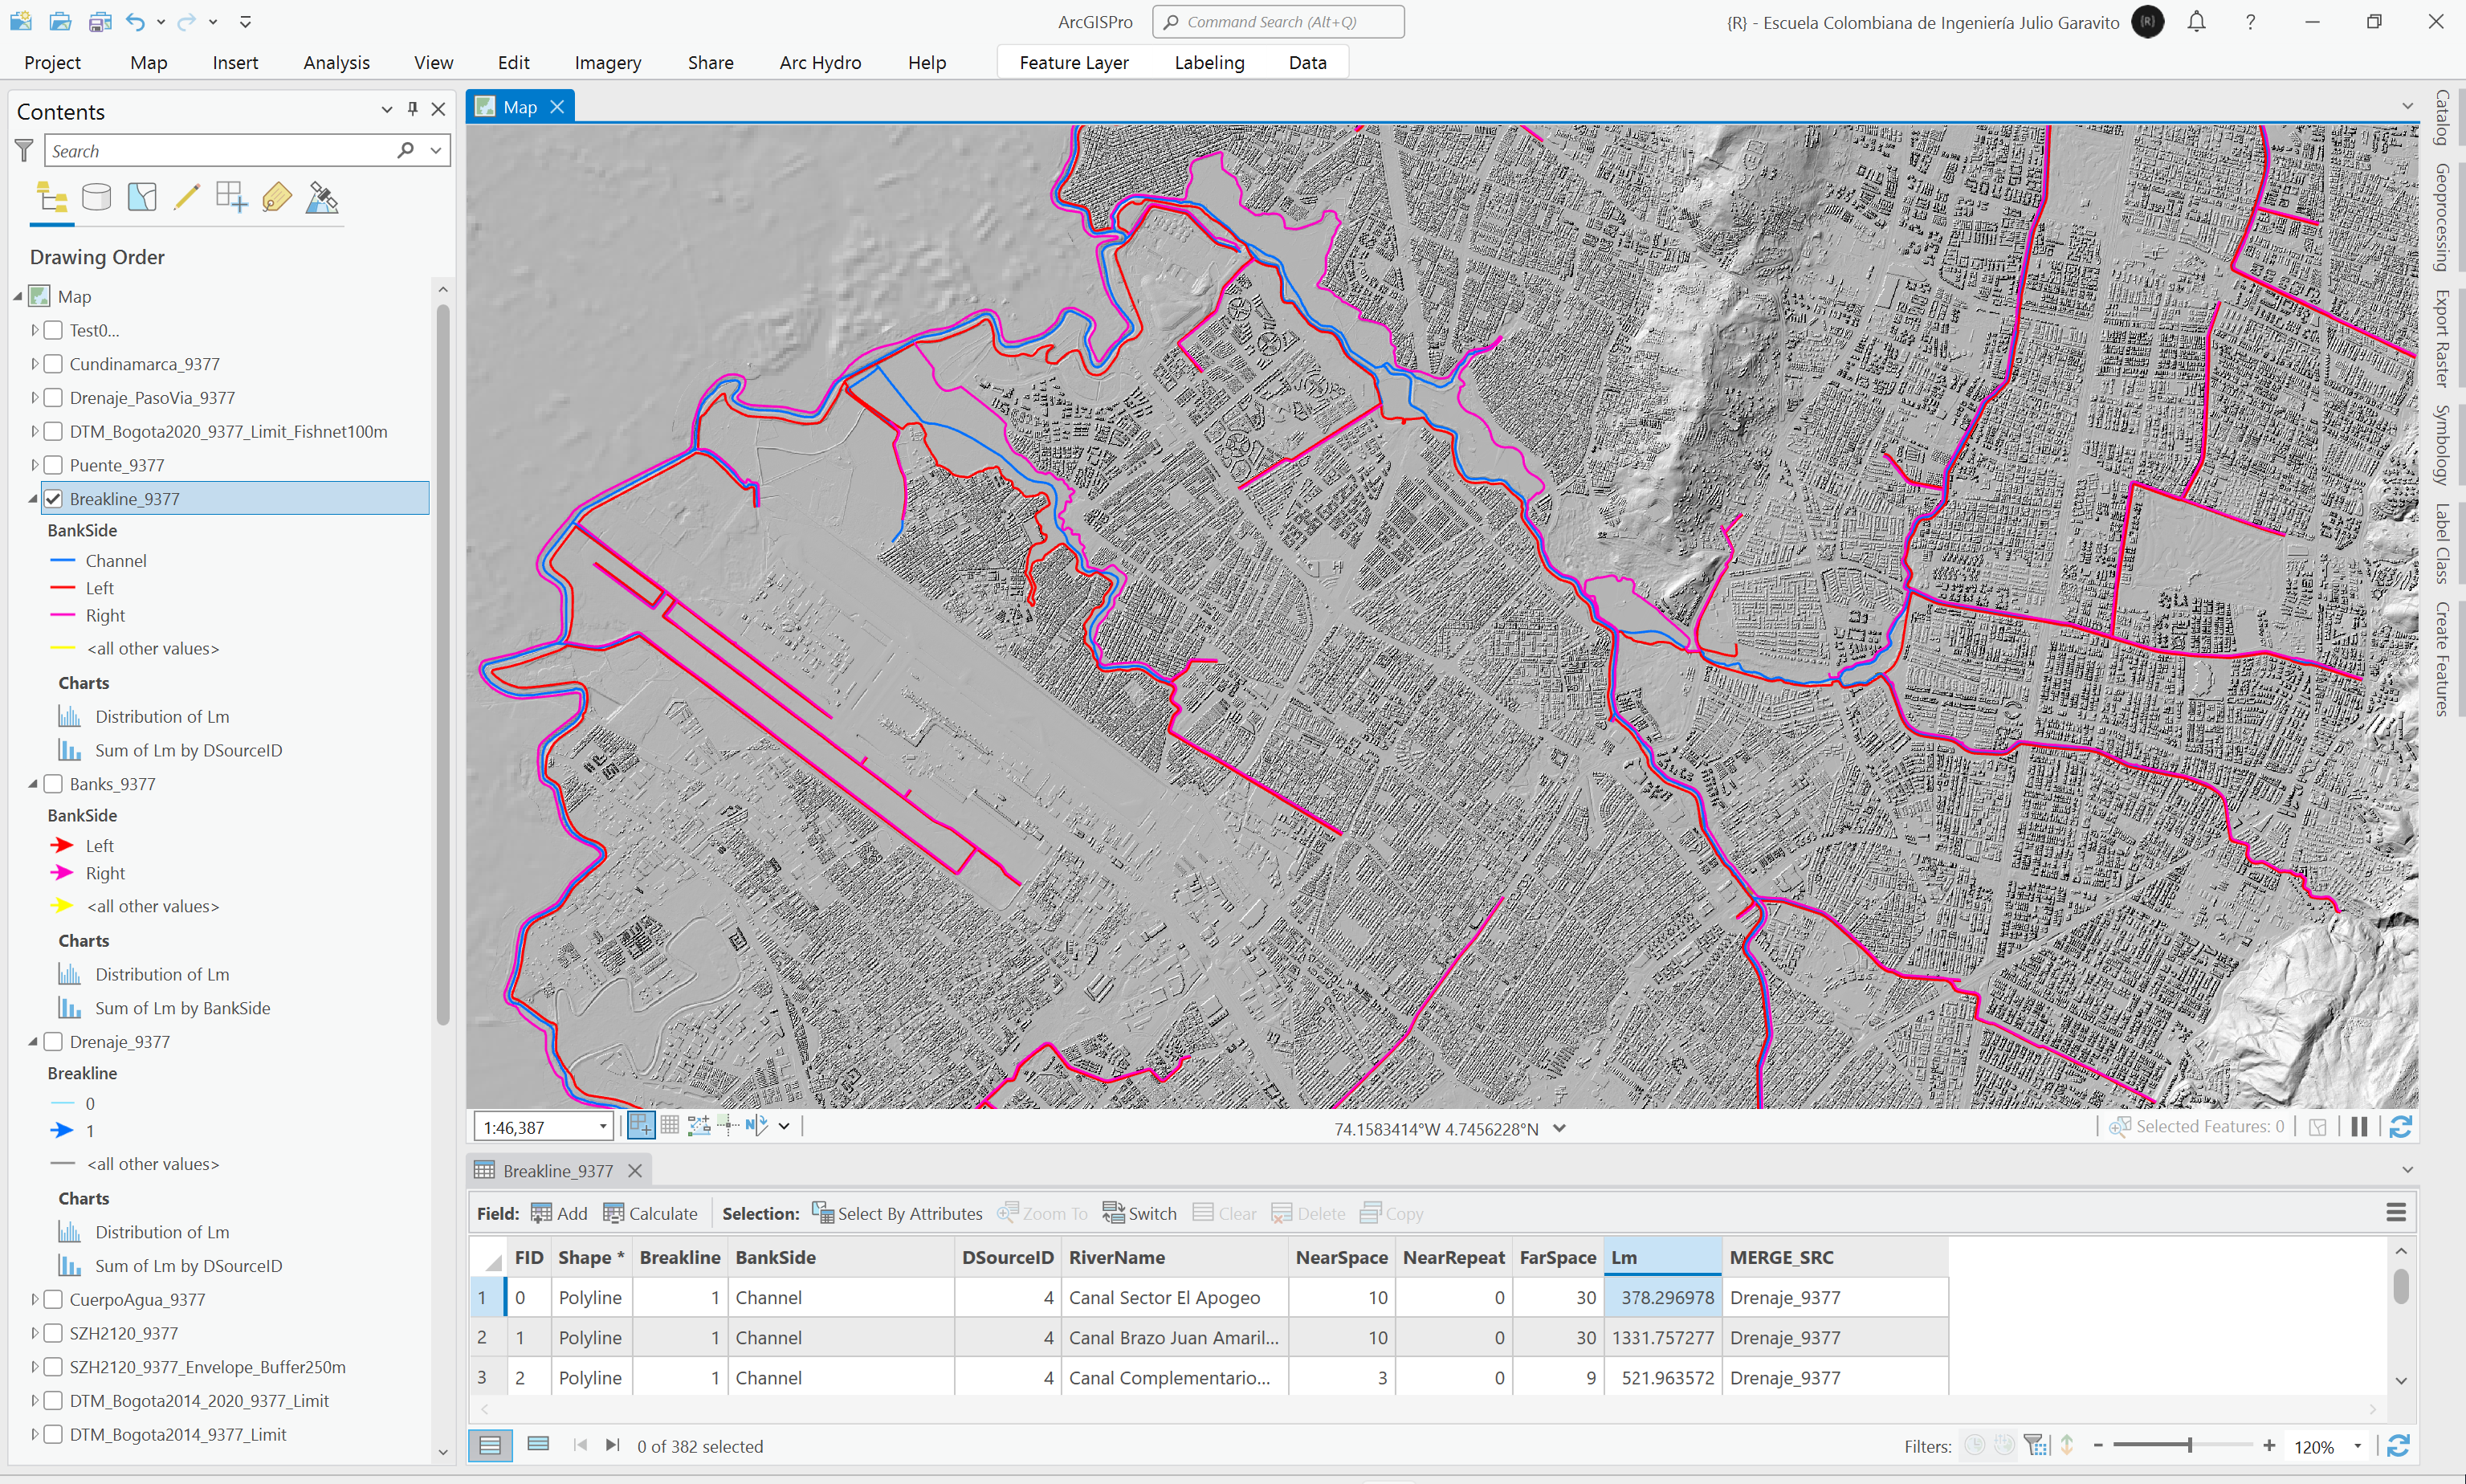 ArcGISPro
Command Search (Alt+Q)
{R} - Escuela Colombiana de Ingeniería Julio Garavito
{R}
?
Project Map Insert Analysis View Edit Imagery Share Arc Hydro Help Feature Layer Labeling Data
Contents
Search
Drawing Order
Map
Test0...
Cundinamarca_9377
Drenaje_PasoVia_9377
DTM_Bogota2020_9377_Limit_Fishnet100m
Puente_9377
Breakline_9377
BankSide
Channel
Left
Right
<all other values>
Charts
Distribution of Lm
Sum of Lm by DSourceID
Banks_9377
BankSide
Left
Right
<all other values>
Charts
Distribution of Lm
Sum of Lm by BankSide
Drenaje_9377
Breakline
0
1
<all other values>
Charts
Distribution of Lm
Sum of Lm by DSourceID
CuerpoAgua_9377
SZH2120_9377
SZH2120_9377_Envelope_Buffer250m
DTM_Bogota2014_2020_9377_Limit
DTM_Bogota2014_9377_Limit
Map
Catalog
Geoprocessing
Export Raster
Symbology
Label Class
Create Features
1:46,387
N
74.1583414°W 4.7456228°N
Selected Features: 0
Breakline_9377
Field: Add Calculate Selection: Select By Attributes Zoom To Switch Clear Delete Copy
FID Shape * Breakline BankSide DSourceID RiverName NearSpace NearRepeat FarSpace Lm MERGE_SRC
1 0 Polyline 1 Channel 4 Canal Sector El Apogeo 10 0 30 378.296978 Drenaje_9377
2 1 Polyline 1 Channel 4 Canal Brazo Juan Amaril... 10 0 30 1331.757277 Drenaje_9377
3 2 Polyline 1 Channel 4 Canal Complementario... 3 0 9 521.963572 Drenaje_9377
0 of 382 selected
Filters:
- + 120%